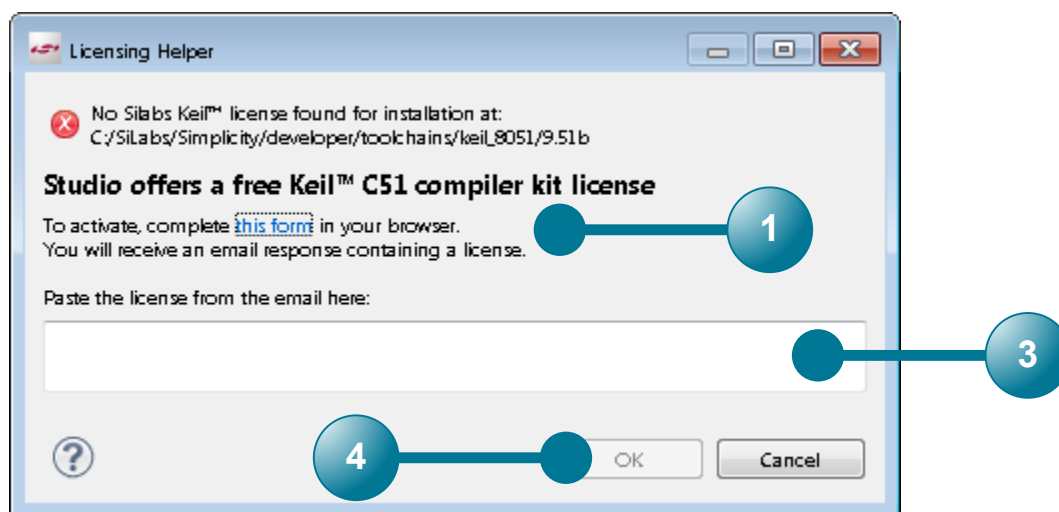 Licensing Helper
No Silabs Keil™ license found for installation at:
C:/SiLabs/Simplicity/developer/toolchains/keil_8051/9.51b
Studio offers a free Keil™ C51 compiler kit license
To activate, complete this form in your browser.
1
You will receive an email response containing a license.
Paste the license from the email here:
3
4
OK
Cancel